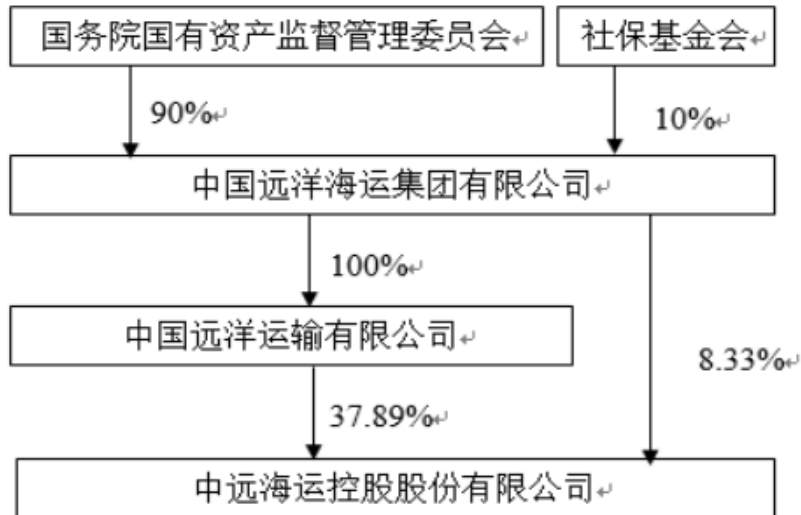 国务院国有资产监督管理委员会↵
社保基金会↵
90%↵
10%↵
中国远洋海运集团有限公司↵
100%↵
中国远洋运输有限公司↵
8.33%↵
37.89%↵
中远海运控股股份有限公司↵